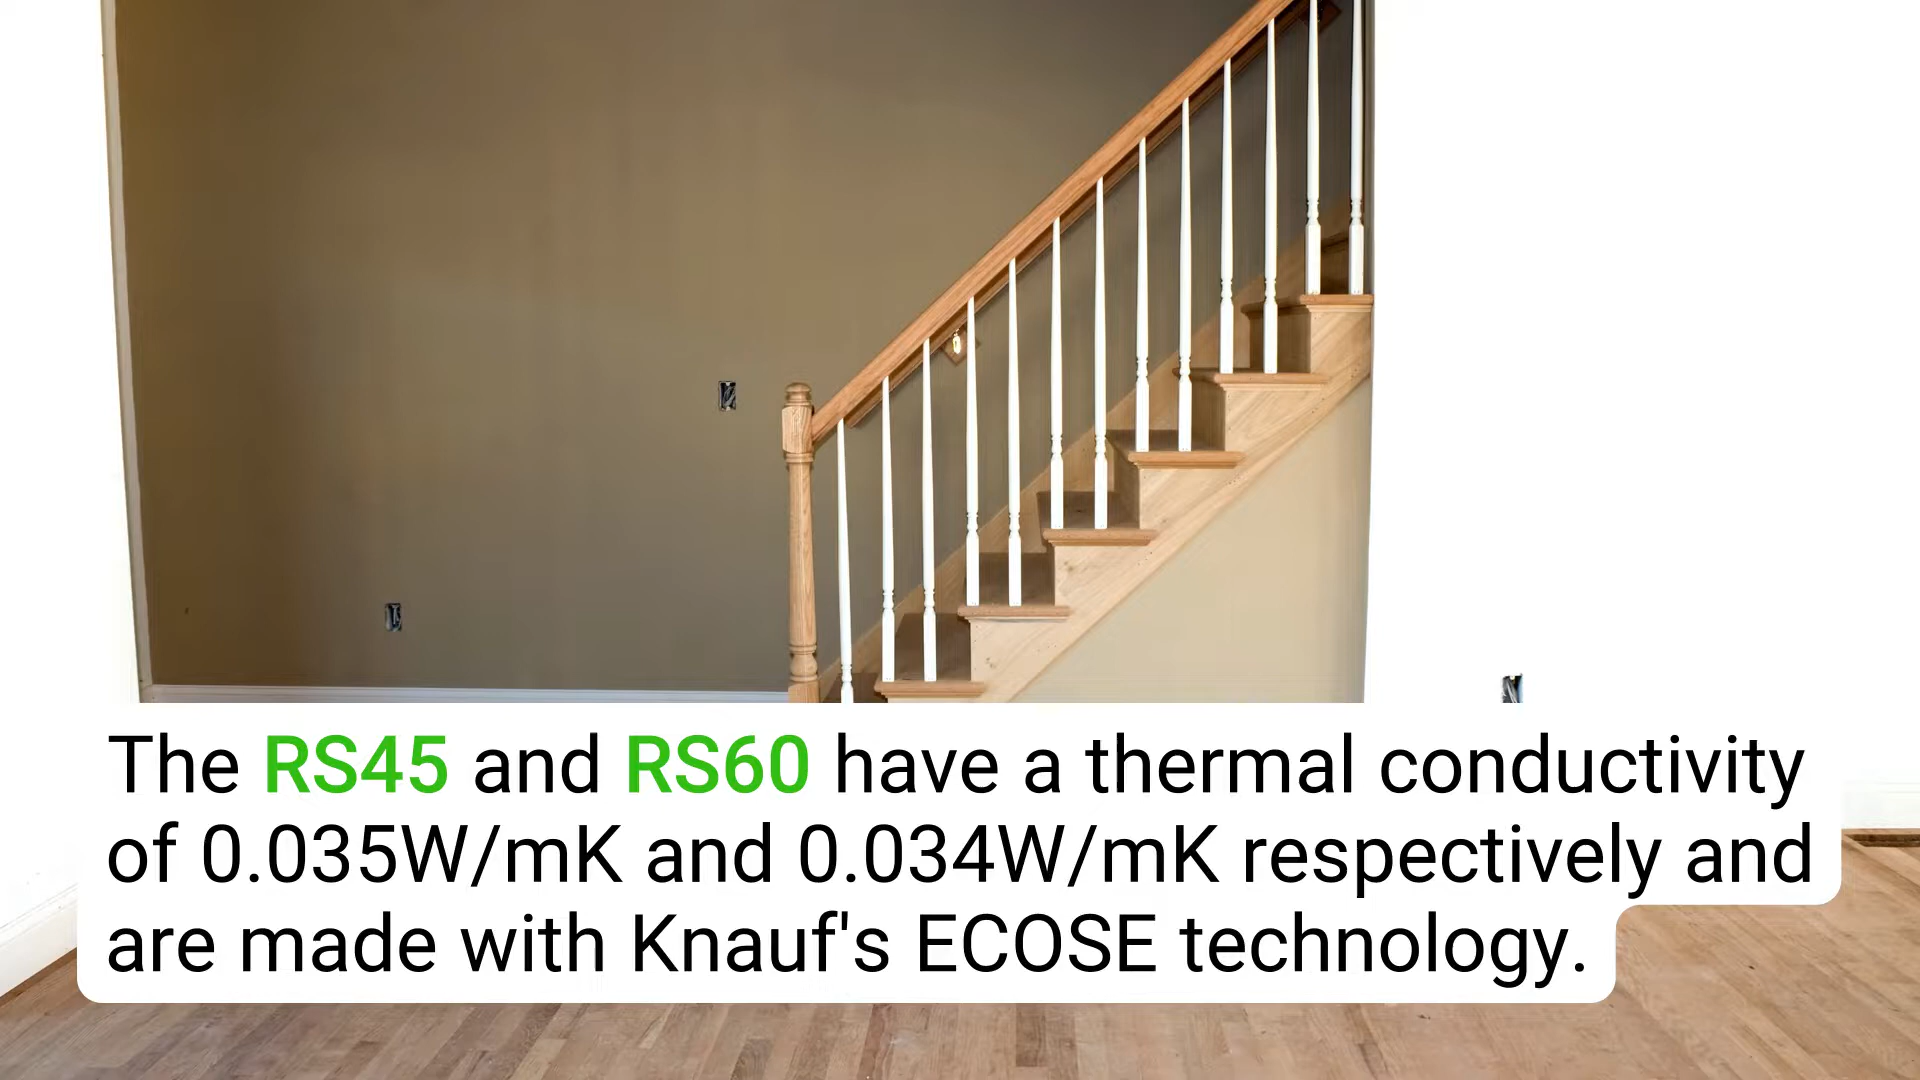 The RS45 and RS60 have a thermal conductivity
of 0.035W/mK and 0.034W/mK respectively and
are made with Knauf's ECOSE technology.